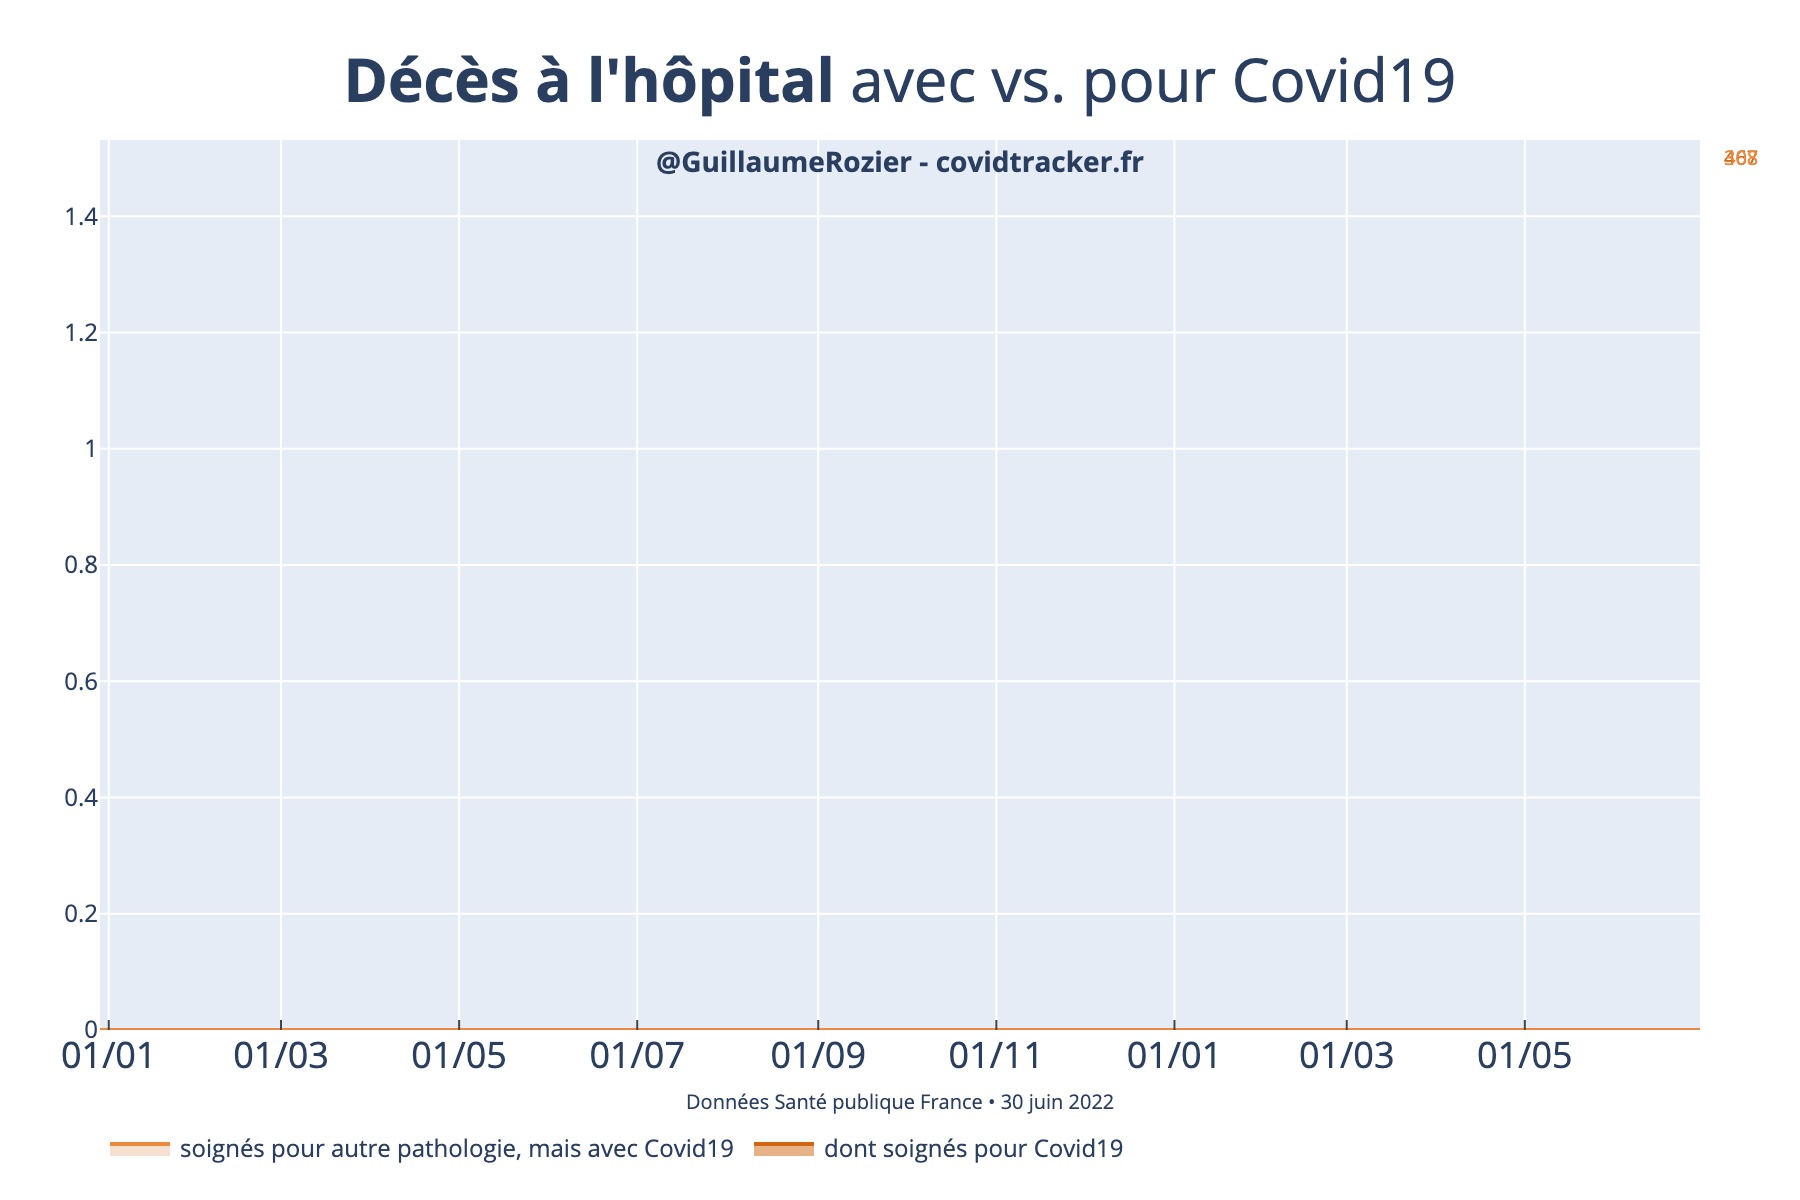 Décès à l'hôpital avec vs. pour Covid19
@GuillaumeRozier - covidtracker.fr
1.4
1.2
1
0.8
0.6
0.4
0.2
0
01/01 01/03 01/05 01/07 01/09 01/11 01/01 01/03 01/05
Données Santé publique France • 30 juin 2022
soignés pour autre pathologie, mais avec Covid19 dont soignés pour Covid19